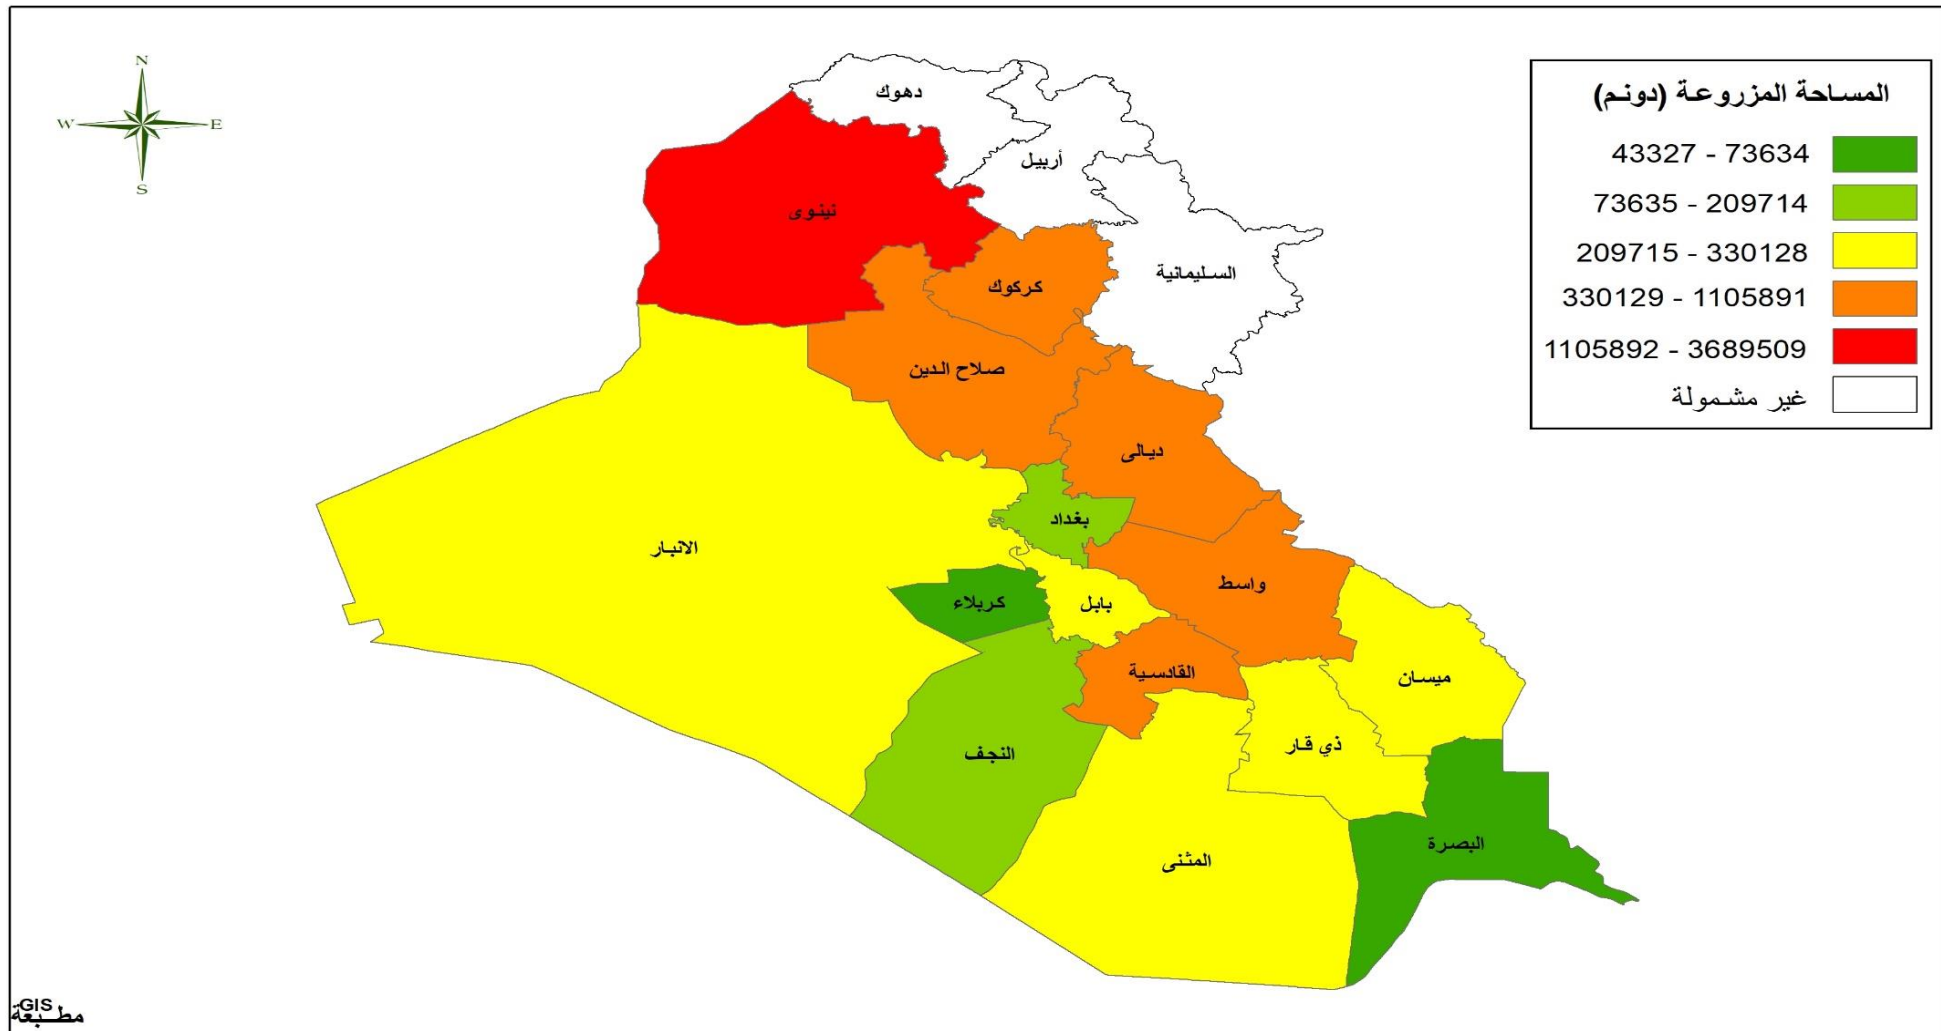 N
W
E
S
المساحة المزروعة (دونم)
43327 - 73634
73635 - 209714
209715 - 330128
330129 - 1105891
1105892 - 3689509
غير مشمولة
دهوك
أربيل
نينوى
السليمانية
كركوك
صلاح الدين
ديالى
بغداد
الانبار
واسط
كربلاء
بابل
القادسية
ميسان
النجف
ذي قار
البصرة
المثنى
GIS
مطبعة